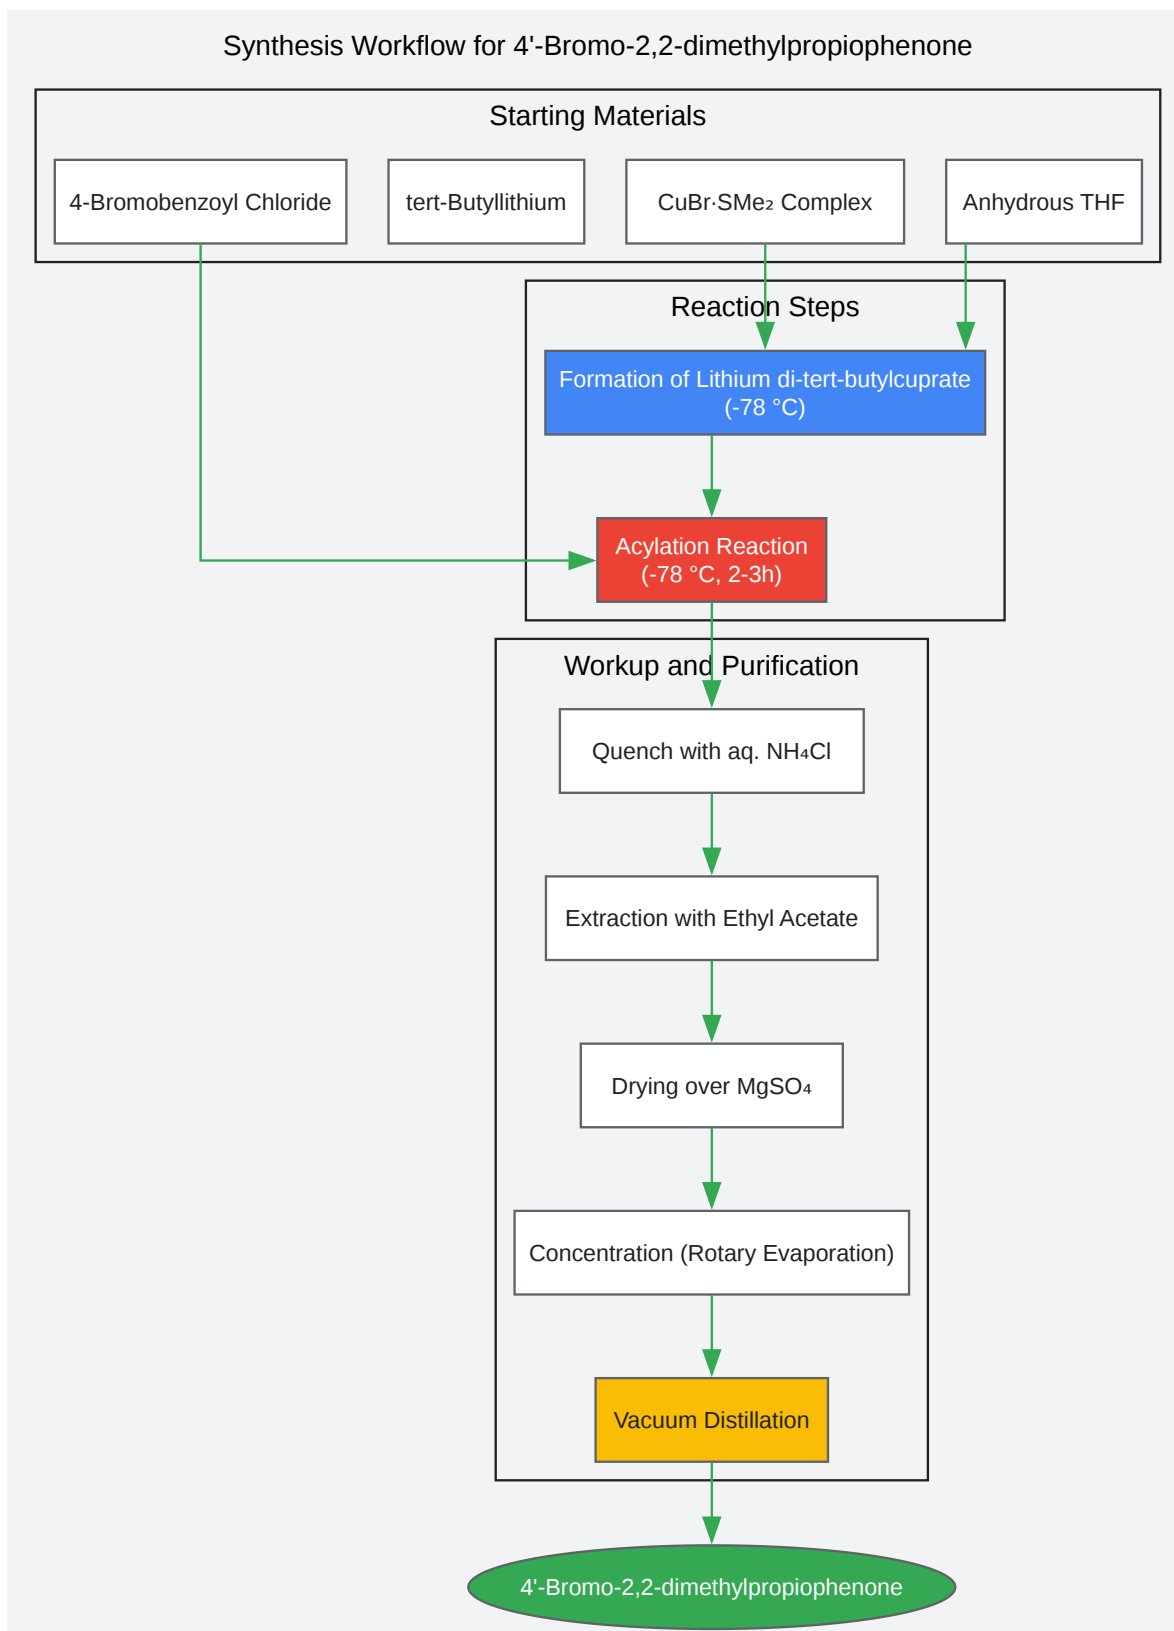 Synthesis Workflow for 4'-Bromo-2,2-dimethylpropiophenone
Starting Materials
4-Bromobenzoyl Chloride
tert-Butyllithium
CuBr·SMe₂ Complex
Anhydrous THF
Reaction Steps
Formation of Lithium di-tert-butylcuprate
(-78 °C)
Acylation Reaction
(-78 °C, 2-3h)
Workup and Purification
Quench with aq. NH₄Cl
Extraction with Ethyl Acetate
Drying over MgSO₄
Concentration (Rotary Evaporation)
Vacuum Distillation
4'-Bromo-2,2-dimethylpropiophenone